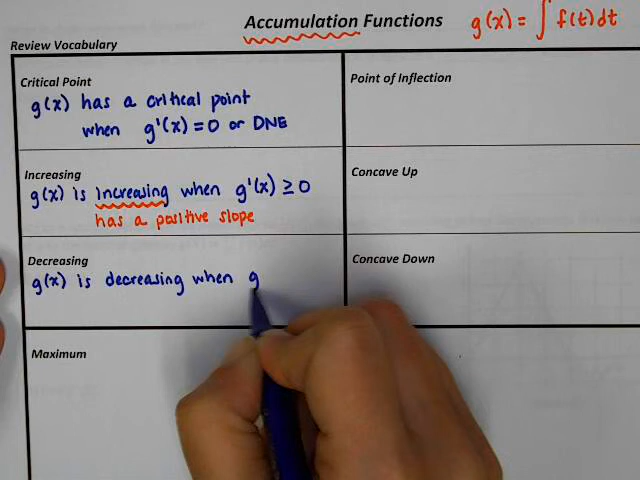 Accumulation Functions g(x) = ∫ f(t)dt
Review Vocabulary
Critical Point
g(x) has a critical point
when g'(x) = 0 or DNE
Increasing
g(x) is increasing when g'(x) ≥ 0
has a positive slope
Decreasing
g(x) is decreasing when g
Maximum
Point of Inflection
Concave Up
Concave Down